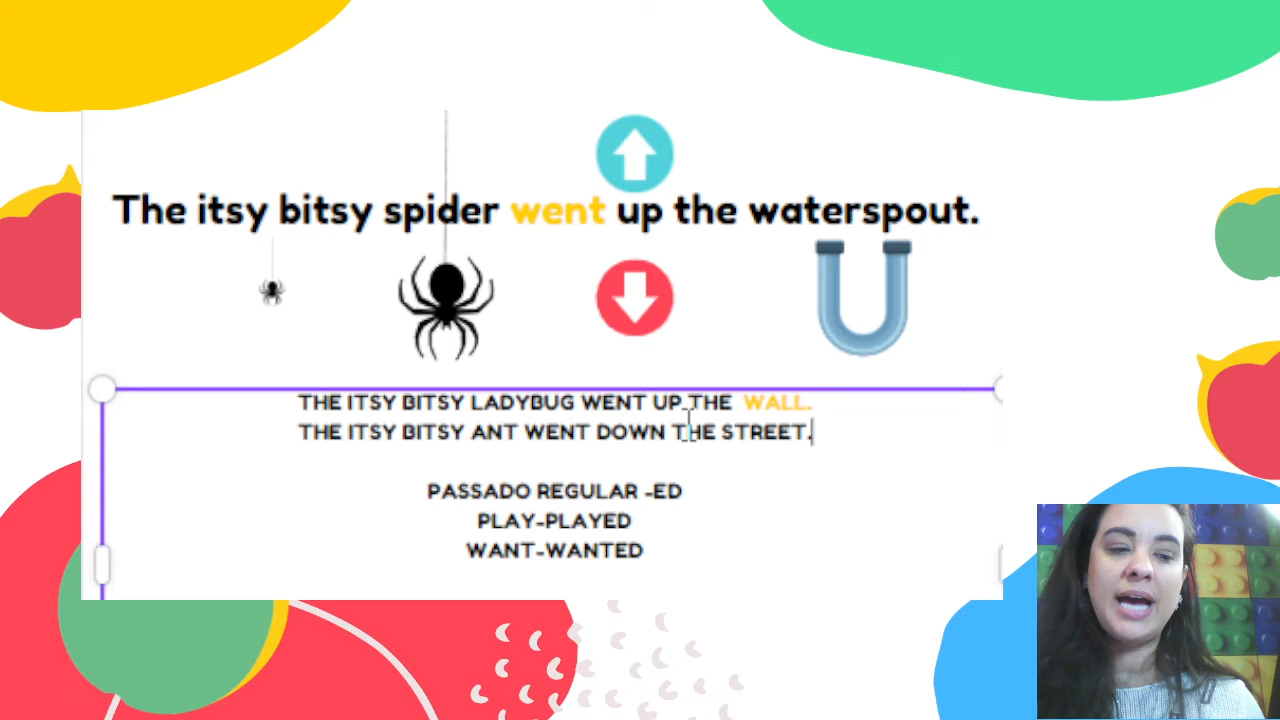 The itsy bitsy spider went up the waterspout.
THE ITSY BITSY LADYBUG WENT UP THE WALL.
THE ITSY BITSY ANT WENT DOWN THE STREET.
PASSADO REGULAR -ED
PLAY-PLAYED
WANT-WANTED